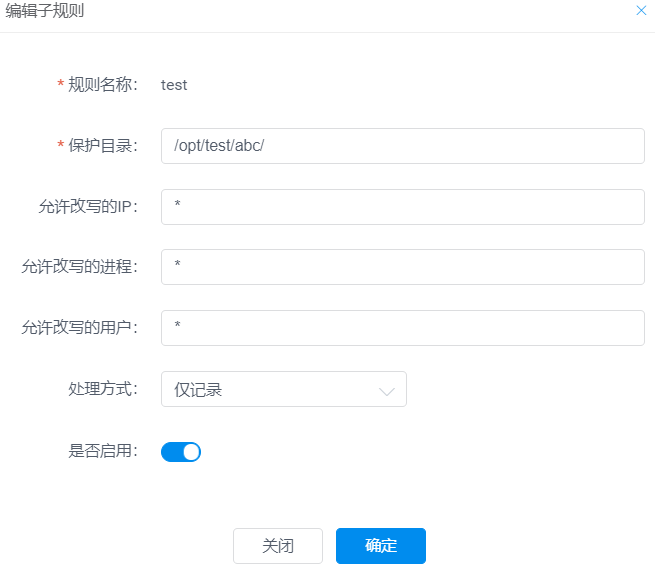 编辑子规则
* 规则名称： test
* 保护目录： /opt/test/abc/
允许改写的IP： *
允许改写的进程： *
允许改写的用户： *
处理方式： 仅记录
是否启用：
关闭 确定